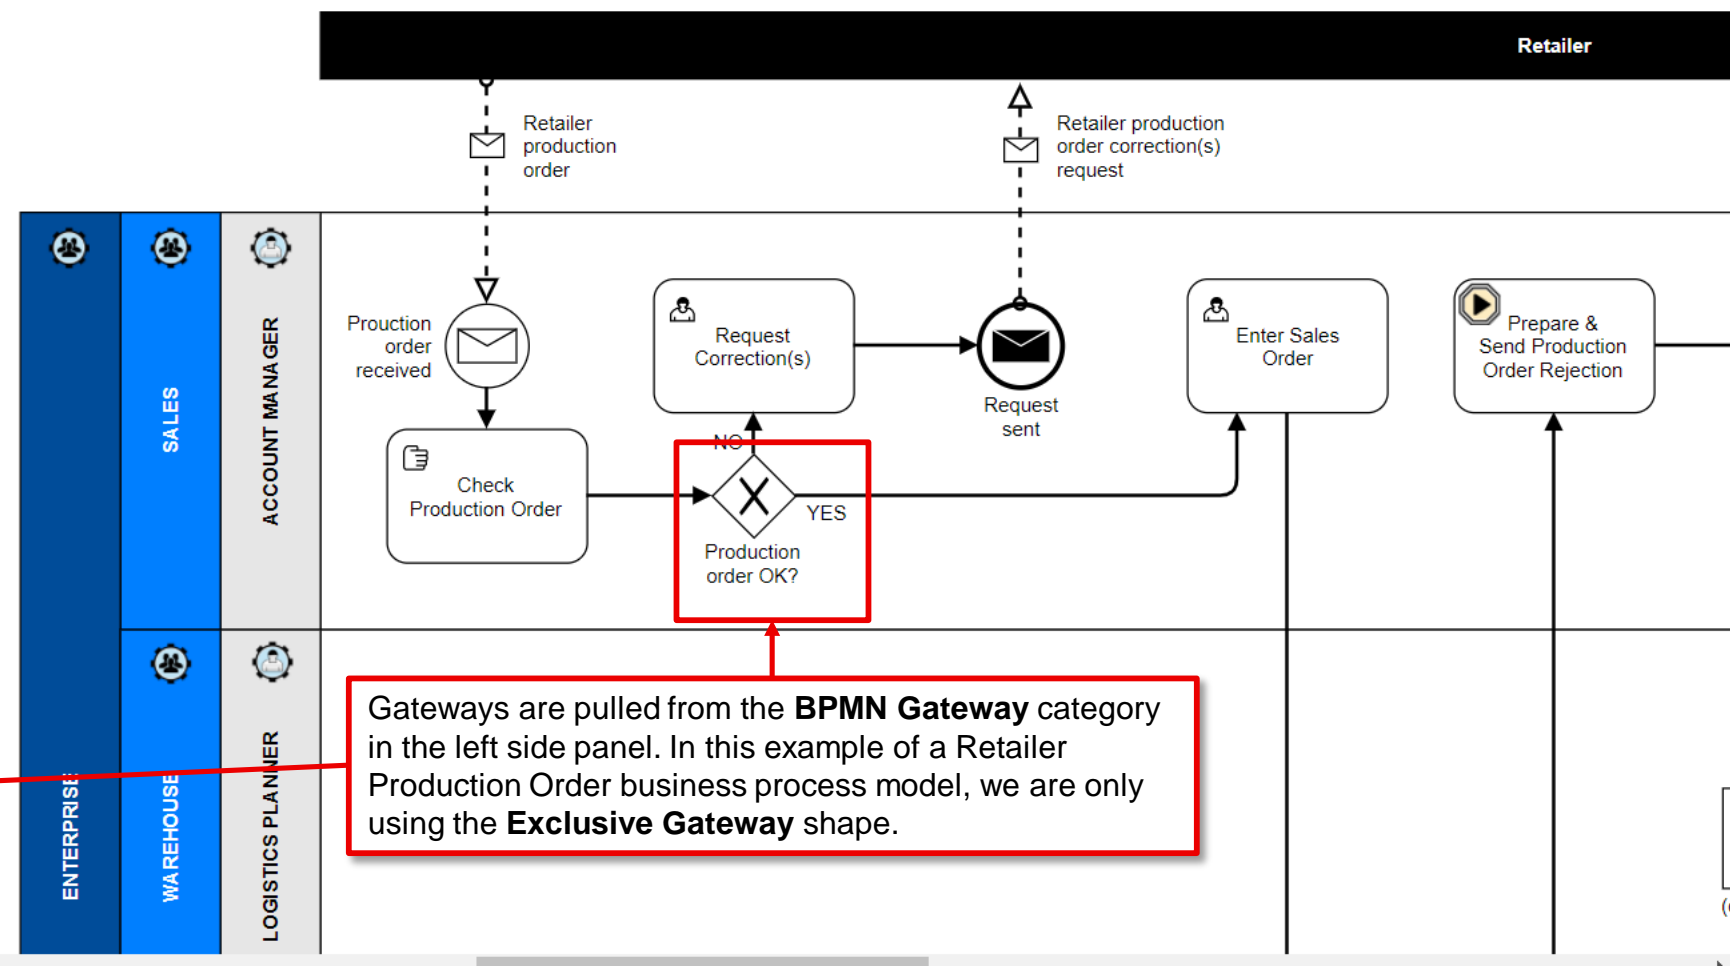 Retailer
Retailer
production
order
Retailer production
order correction(s)
request
ENTERPRISE
SALES
ACCOUNT MANAGER
Prouction
order
received
Check
Production Order
Request
Correction(s)
NO
YES
Production
order OK?
Request
sent
Enter Sales
Order
Prepare &
Send Production
Order Rejection
WAREHOUSE
LOGISTICS PLANNER
Gateways are pulled from the BPMN Gateway category
in the left side panel. In this example of a Retailer
Production Order business process model, we are only
using the Exclusive Gateway shape.